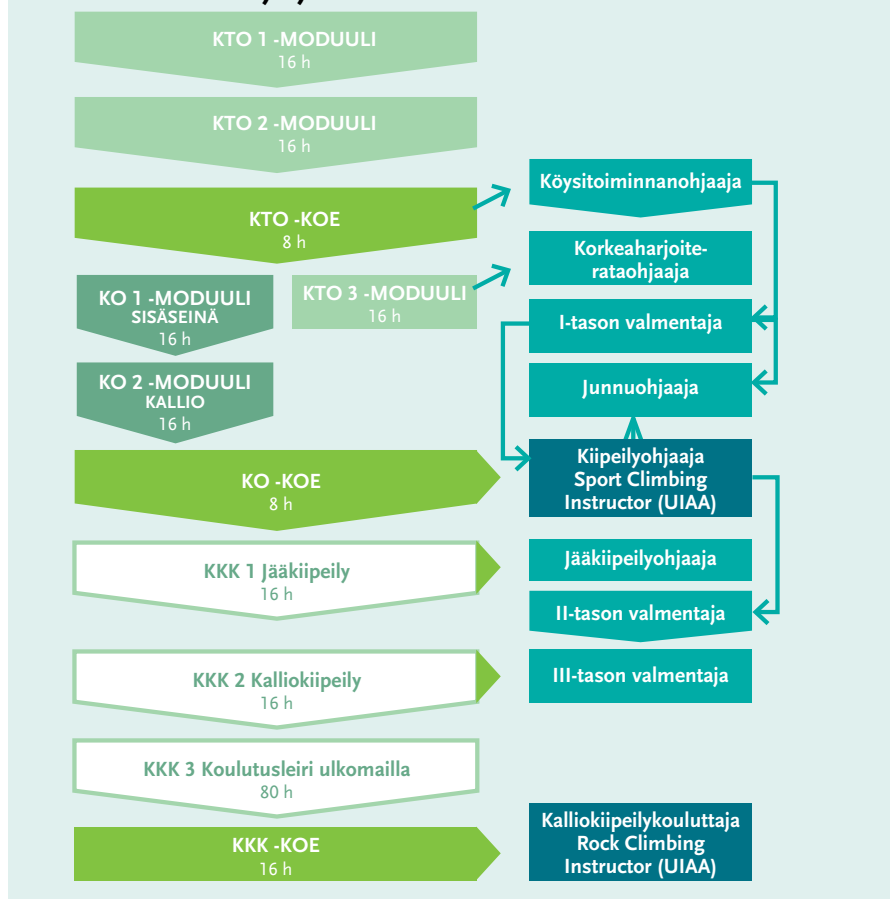 KTO 1 -MODUULI
16 h
KTO 2 -MODUULI
16 h
KTO -KOE
8 h
KO 1 -MODUULI
SISÄSEINÄ
16 h
KTO 3 -MODUULI
16 h
KO 2 -MODUULI
KALLIO
16 h
KO -KOE
8 h
KKK 1 Jääkiipeily
16 h
KKK 2 Kalliokiipeily
16 h
KKK 3 Koulutusleiri ulkomailla
80 h
KKK -KOE
16 h
Köysitoiminnanohjaaja
Korkeaharjoite-
rataohjaaja
I-tason valmentaja
Junnuohjaaja
Kiipeilyohjaaja
Sport Climbing
Instructor (UIAA)
Jääkiipeilyohjaaja
II-tason valmentaja
III-tason valmentaja
Kalliokiipeilykouluttaja
Rock Climbing
Instructor (UIAA)